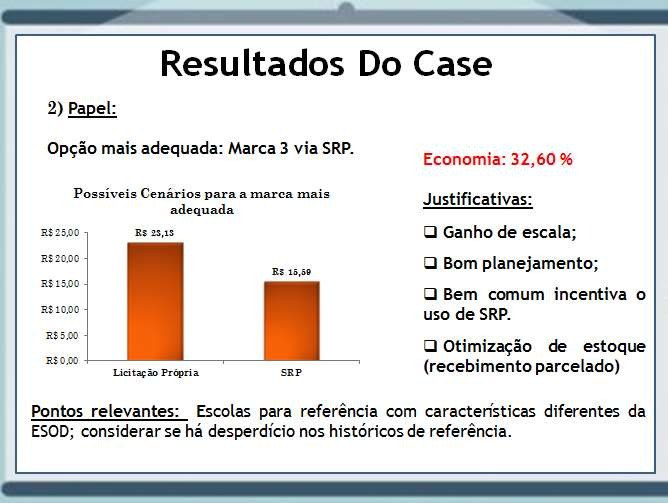 Resultados Do Case
2) Papel:
Opção mais adequada: Marca 3 via SRP.
Possíveis Cenários para a marca mais
adequada
R$ 25,00
R$ 20,00
R$ 15,00
R$ 10,00
R$ 5,00
R$ 0,00
R$ 23,13
R$ 15,59
Licitação Própria
SRP
Economia: 32,60 %
Justificativas:
❑ Ganho de escala;
❑ Bom planejamento;
❑ Bem comum incentiva o
uso de SRP.
❑ Otimização de estoque
(recebimento parcelado)
Pontos relevantes: Escolas para referência com características diferentes da
ESOD; considerar se há desperdício nos históricos de referência.